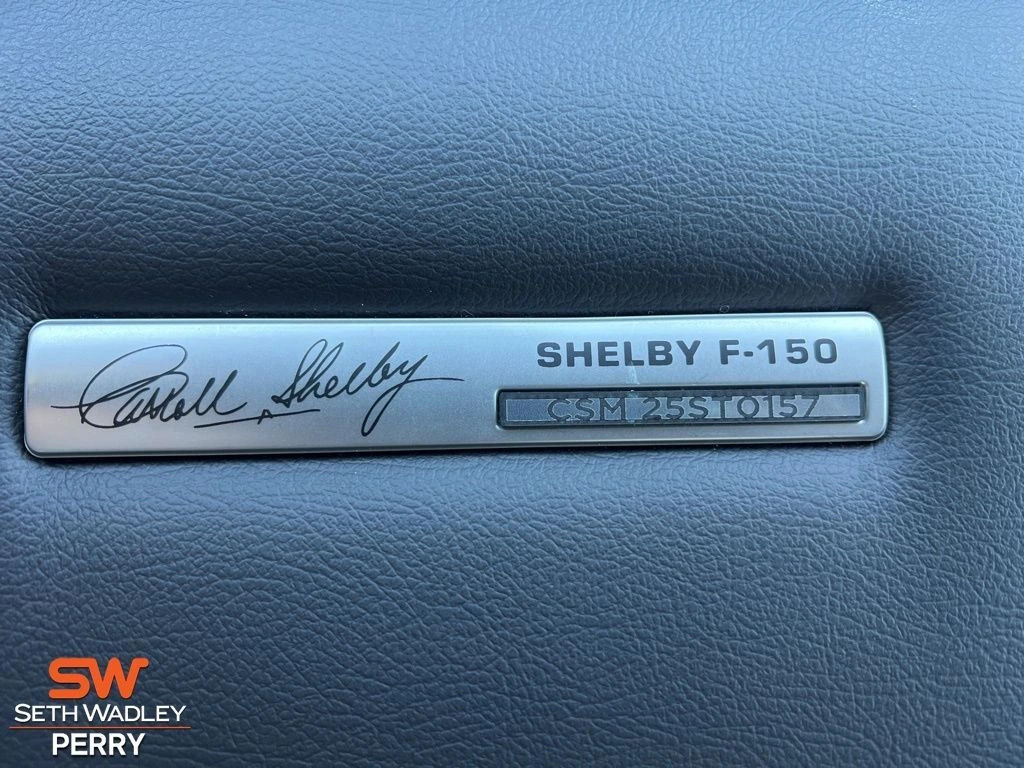 Carroll Shelby
SHELBY F-150
CSM 25ST0157
SW
SETH WADLEY
PERRY